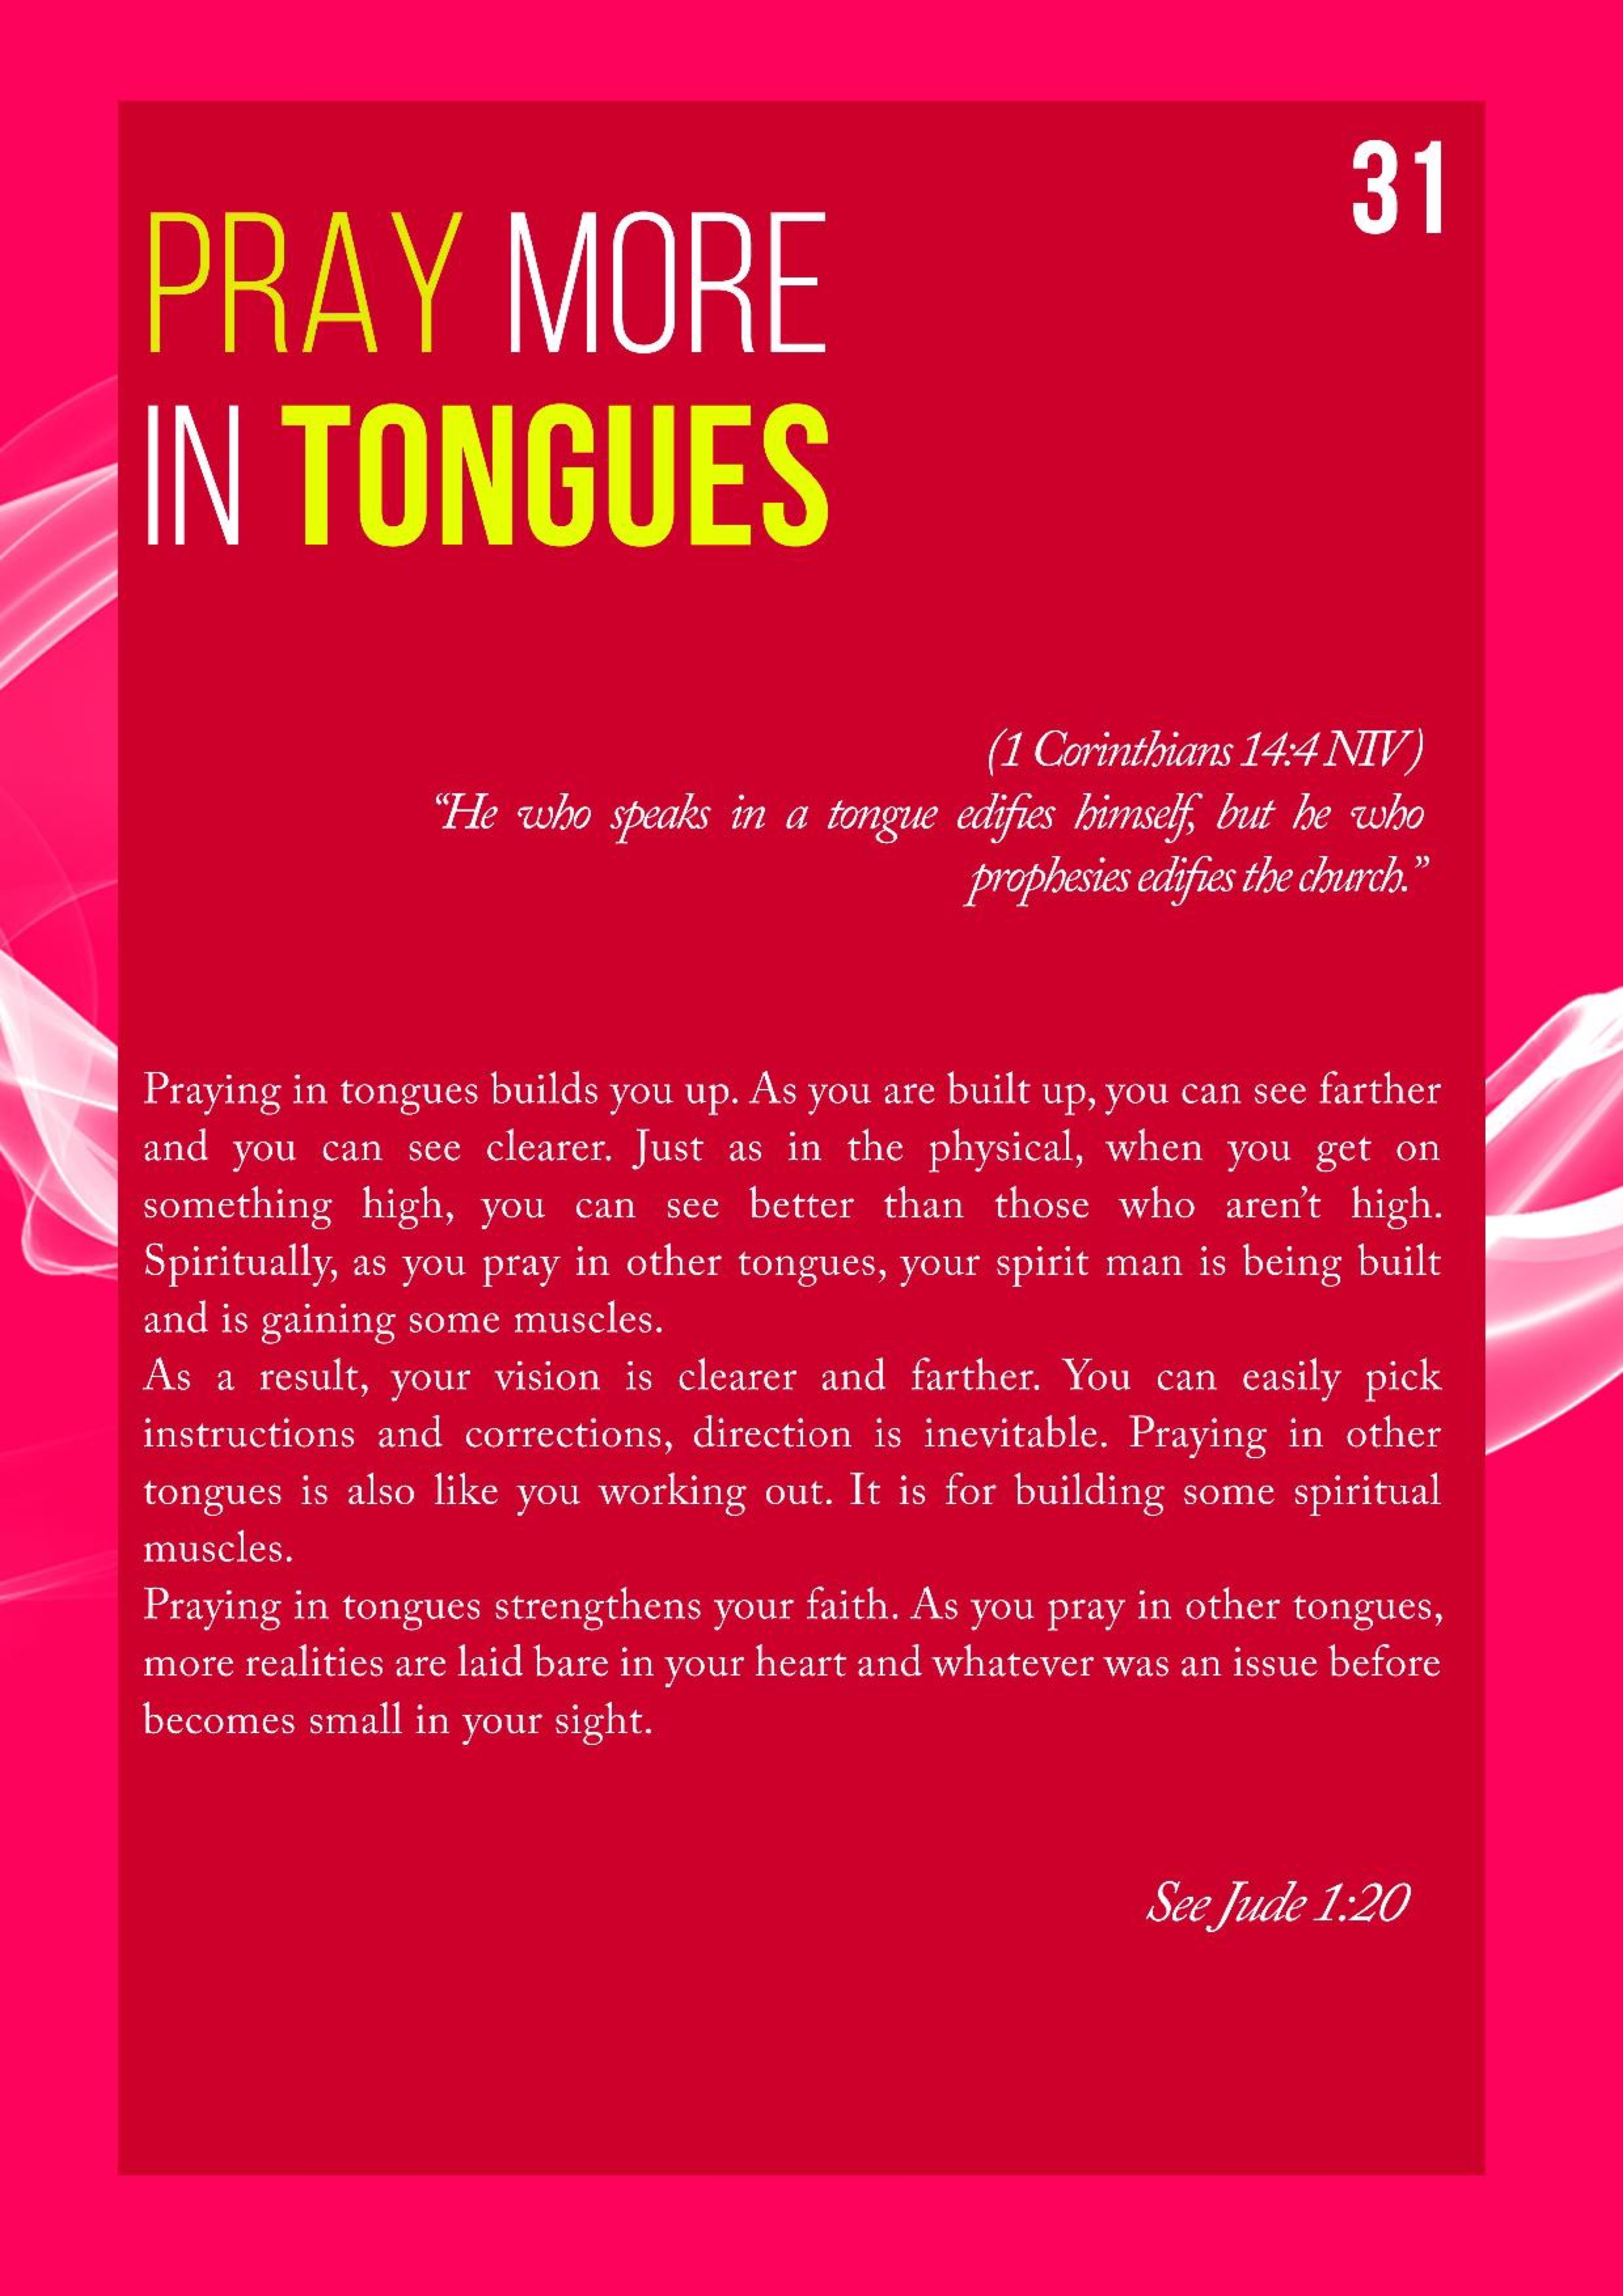 31
PRAY MORE
IN TONGUES
(1 Corinthians 14:4 NIV)
“He who speaks in a tongue edifies himself, but he who
prophesies edifies the church.”
Praying in tongues builds you up. As you are built up, you can see farther
and you can see clearer. Just as in the physical, when you get on
something high, you can see better than those who aren’t high.
Spiritually, as you pray in other tongues, your spirit man is being built
and is gaining some muscles.
As a result, your vision is clearer and farther. You can easily pick
instructions and corrections, direction is inevitable. Praying in other
tongues is also like you working out. It is for building some spiritual
muscles.
Praying in tongues strengthens your faith. As you pray in other tongues,
more realities are laid bare in your heart and whatever was an issue before
becomes small in your sight.
See Jude 1:20